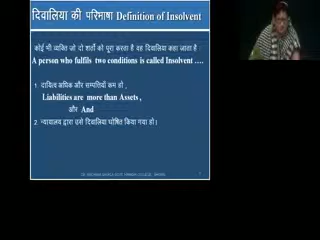 दिवालिया की परिभाषा Definition of Insolvent
कोई भी व्यक्ति जो दो शर्तों को पूरा करता है वह दिवालिया कहा जाता है
A person who fulfils two conditions is called Insolvent ….
1. दायित्व अधिक और सम्पत्तियाँ कम हो ,
Liabilities are more than Assets ,
और And
2. न्यायालय द्वारा उसे दिवालिया घोषित किया गया हो।